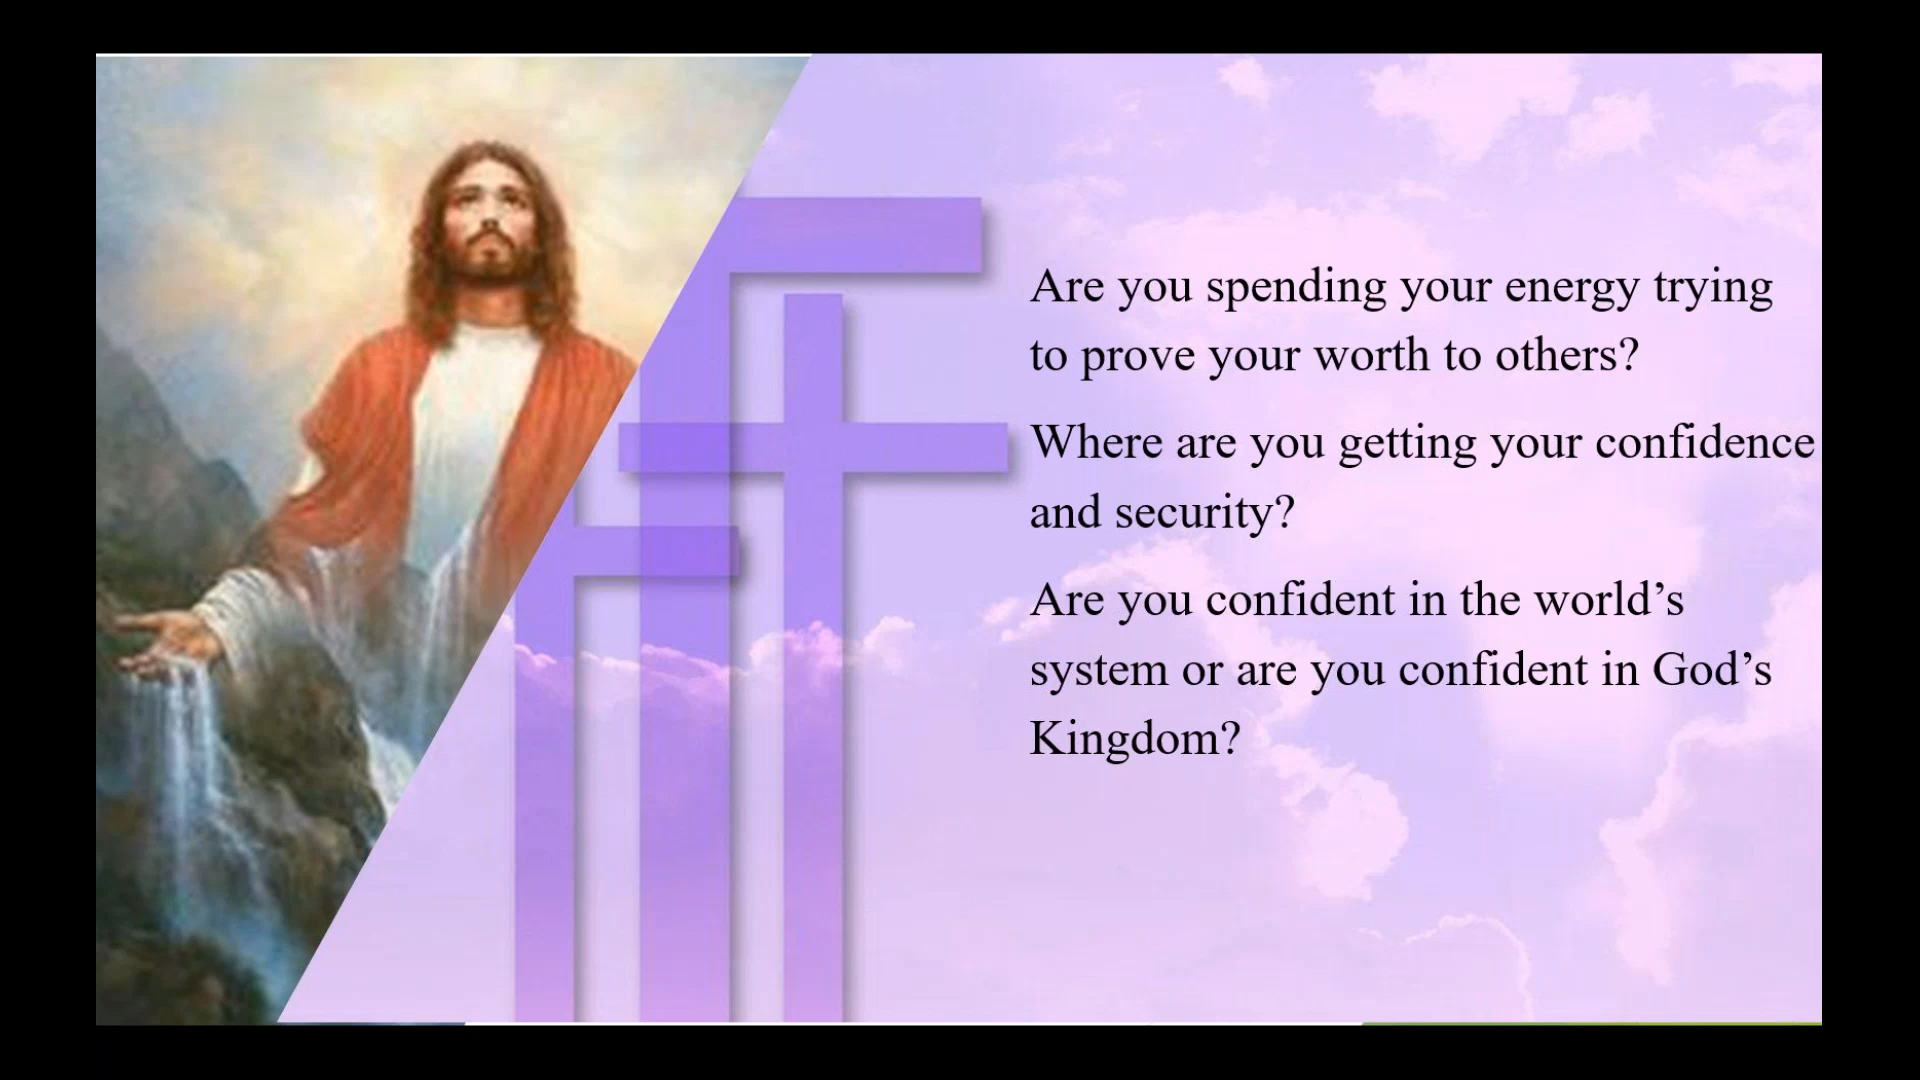 Are you spending your energy trying
to prove your worth to others?
Where are you getting your confidence
and security?
Are you confident in the world’s
system or are you confident in God’s
Kingdom?